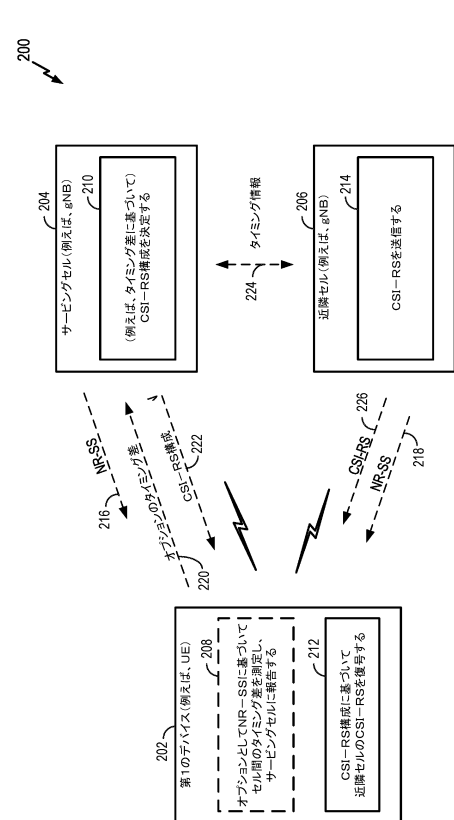 200
202
第1のデバイス(例えば、UE)
208
オプションとしてNR-SSに基づいて
セル間のタイミング差を測定し、
サービングセルに報告する
212
CSI-RS構成に基づいて
近隣セルのCSI-RSを復号する
NR-SS
216
オプションのタイミング差
220
CSI-RS構成
222
CSI-RS
226
NR-SS
218
204
サービングセル(例えば、gNB)
210
(例えば、タイミング差に基づいて)
CSI-RS構成を決定する
タイミング情報
224
206
近隣セル(例えば、gNB)
214
CSI-RSを送信する